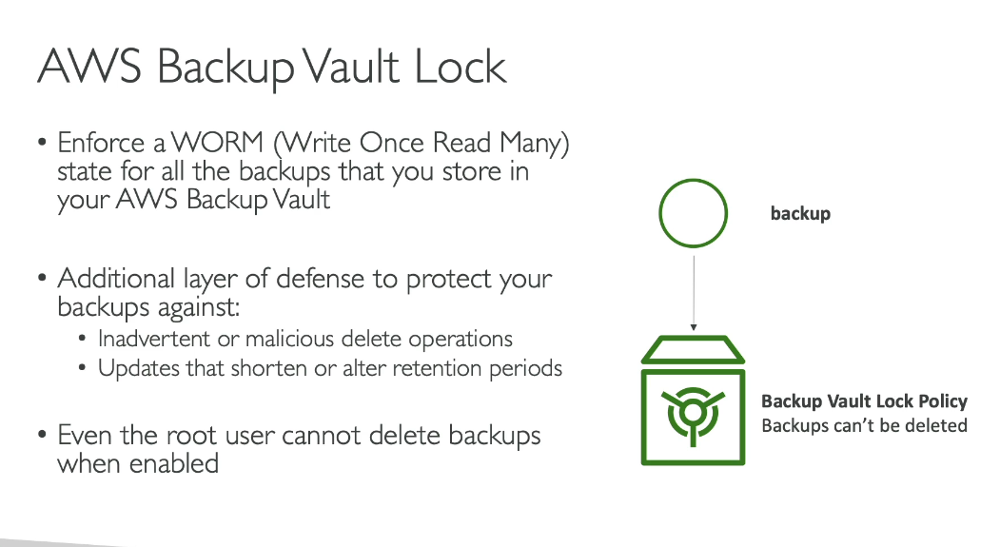 AWS Backup Vault Lock
• Enforce a WORM (Write Once Read Many)
state for all the backups that you store in
your AWS Backup Vault
• Additional layer of defense to protect your
backups against:
• Inadvertent or malicious delete operations
• Updates that shorten or alter retention periods
• Even the root user cannot delete backups
when enabled
backup
Backup Vault Lock Policy
Backups can't be deleted